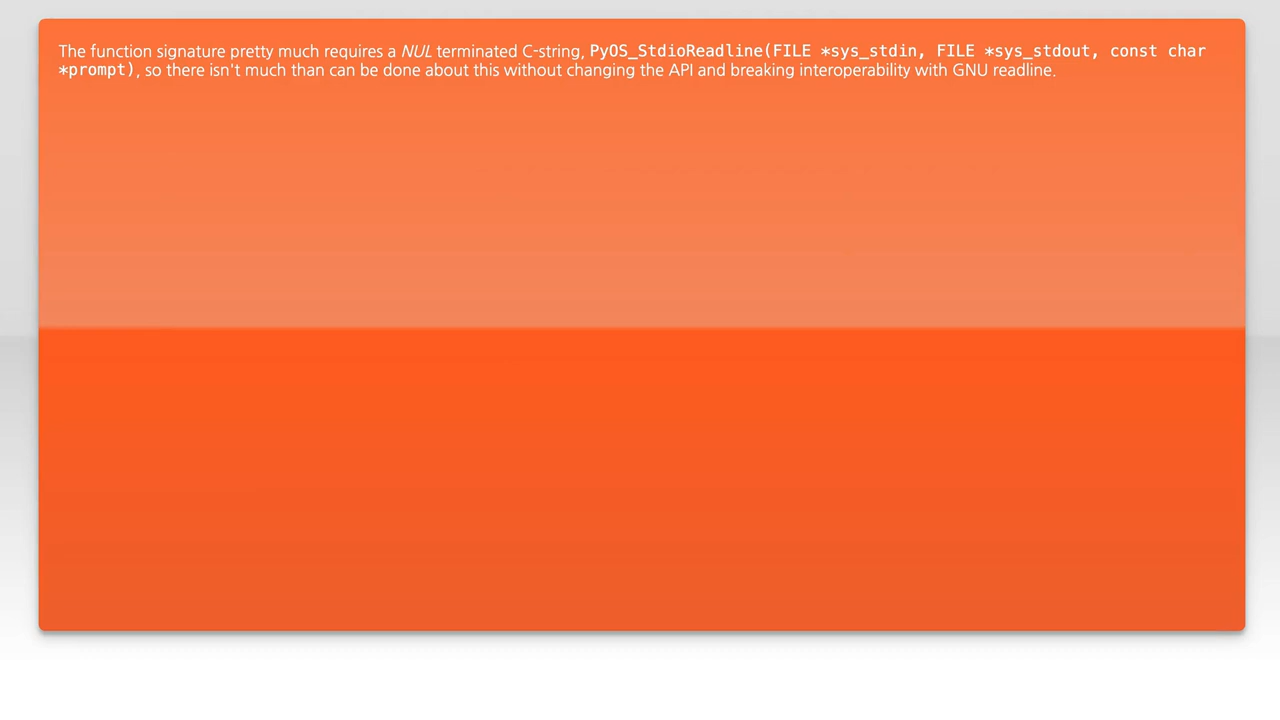 The function signature pretty much requires a NUL terminated C-string, PyOS_StdioReadline(FILE *sys_stdin, FILE *sys_stdout, const char
*prompt), so there isn't much than can be done about this without changing the API and breaking interoperability with GNU readline.